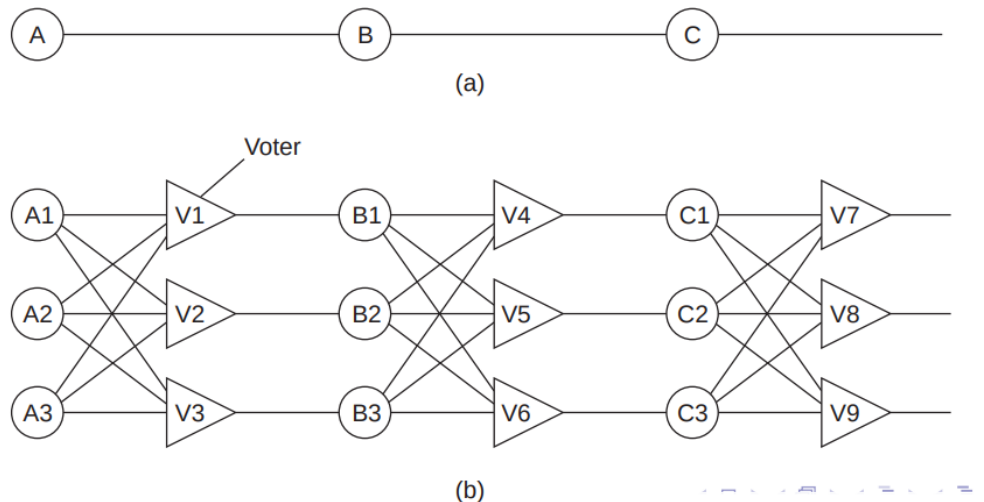 A B C
(a)
Voter
A1 V1 B1 V4 C1 V7
A2 V2 B2 V5 C2 V8
A3 V3 B3 V6 C3 V9
(b)